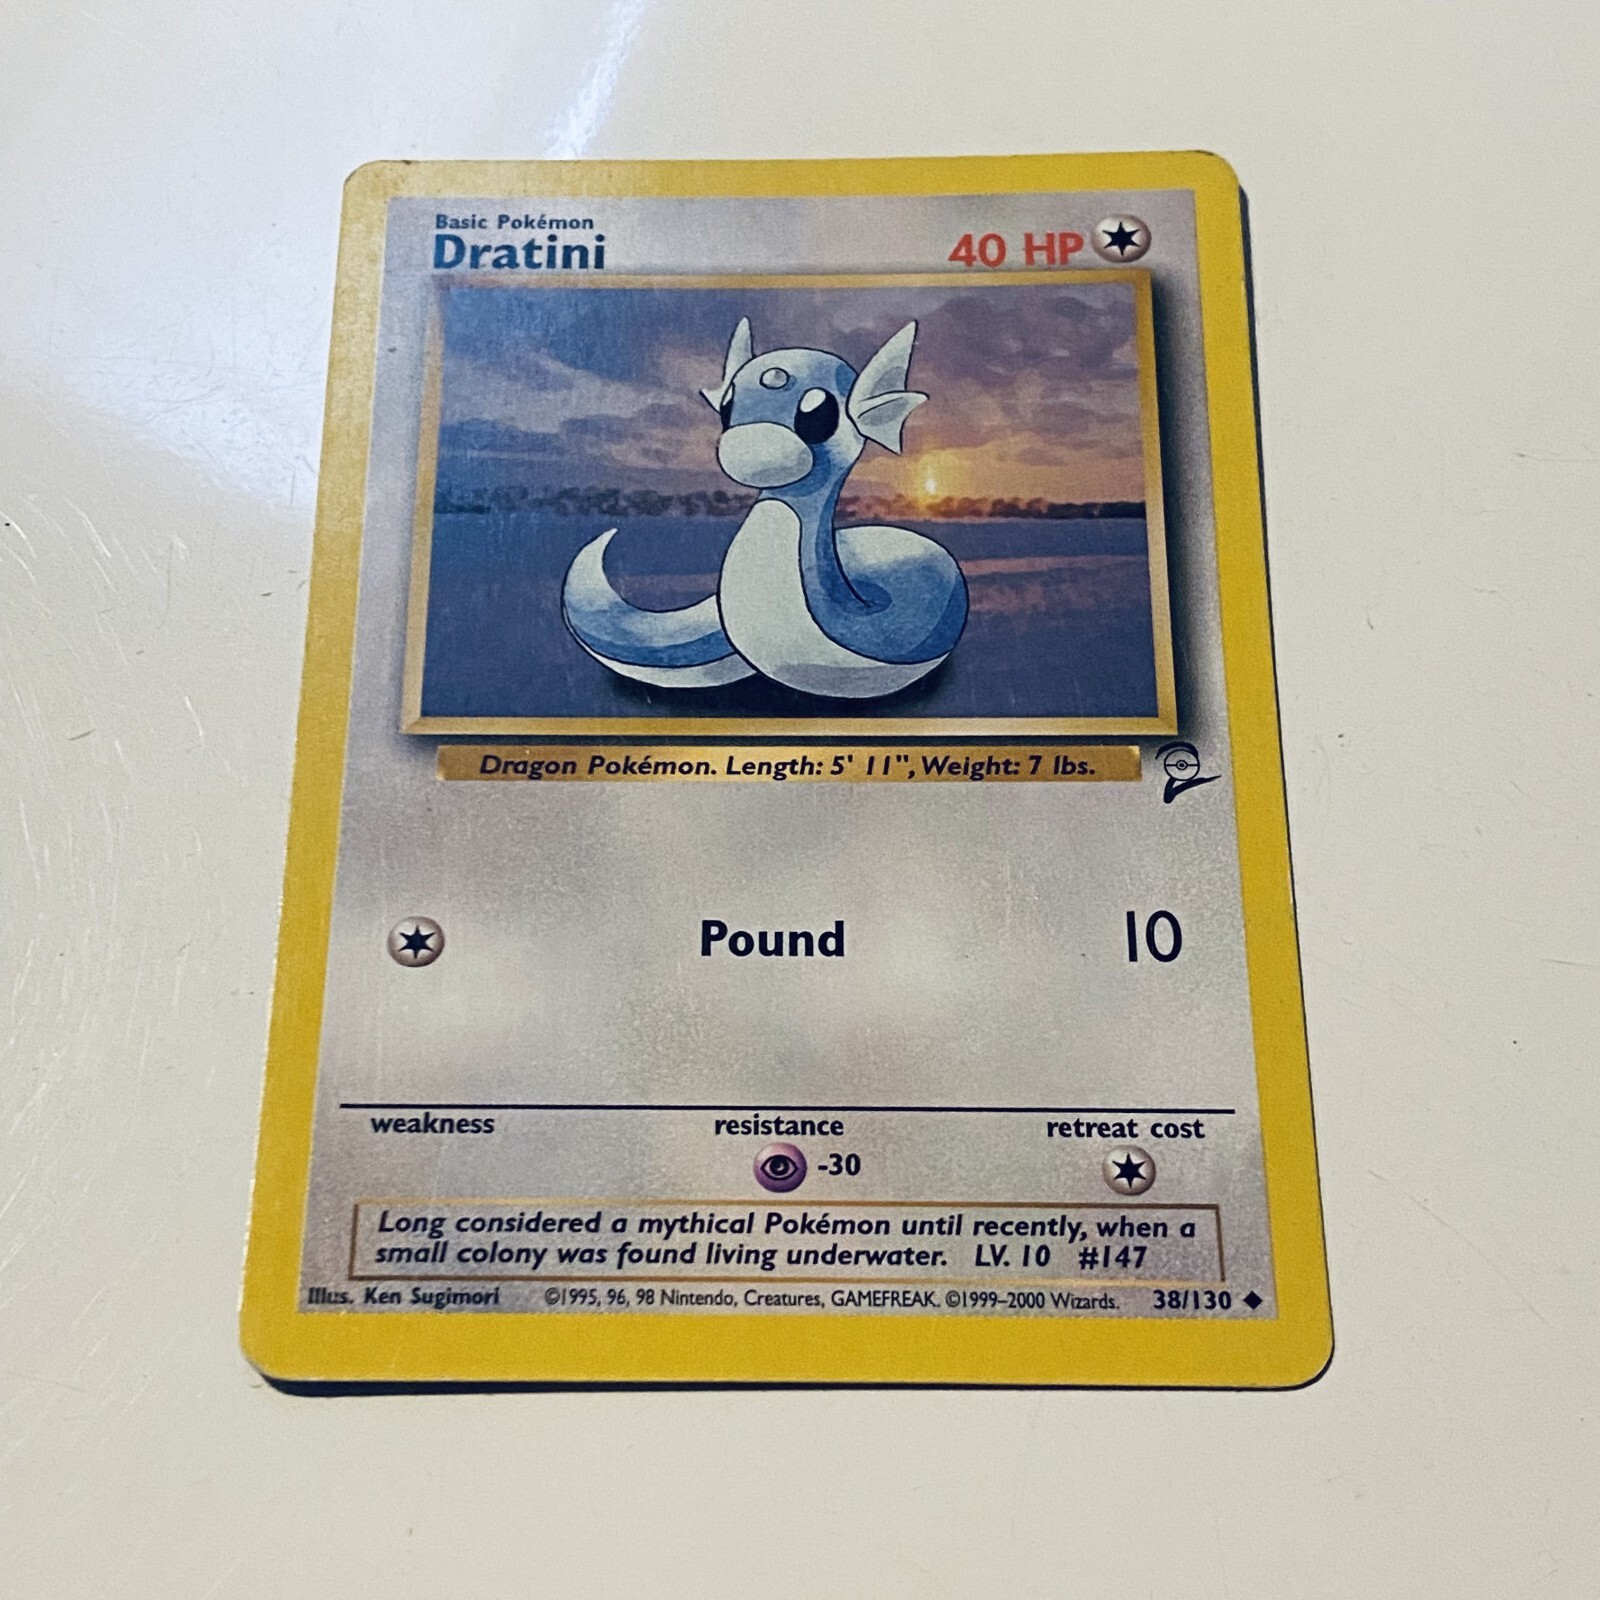 Basic Pokémon
Dratini
40 HP
Dragon Pokémon. Length: 5' 11", Weight: 7 lbs.
Pound 10
weakness resistance retreat cost
-30
Long considered a mythical Pokémon until recently, when a
small colony was found living underwater. LV. 10 #147
Illus. Ken Sugimori ©1995, 96, 98 Nintendo, Creatures, GAMEFREAK. ©1999–2000 Wizards. 38/130